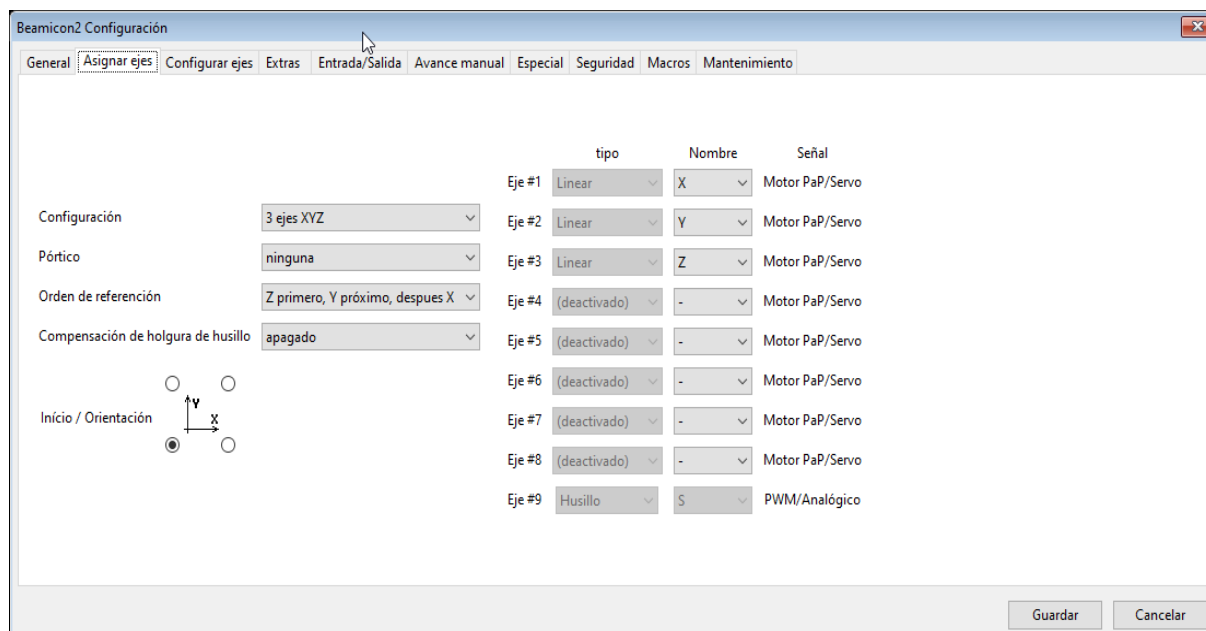 Beamicon2 Configuración
General Asignar ejes Configurar ejes Extras Entrada/Salida Avance manual Especial Seguridad Macros Mantenimiento
tipo Nombre Señal
Eje #1 Linear X Motor PaP/Servo
Configuración 3 ejes XYZ Eje #2 Linear Y Motor PaP/Servo
Pórtico ninguna Eje #3 Linear Z Motor PaP/Servo
Orden de referención Z primero, Y próximo, despues X Eje #4 (deactivado) - Motor PaP/Servo
Compensación de holgura de husillo apagado Eje #5 (deactivado) - Motor PaP/Servo
Eje #6 (deactivado) - Motor PaP/Servo
Início / Orientación Y X Eje #7 (deactivado) - Motor PaP/Servo
Eje #8 (deactivado) - Motor PaP/Servo
Eje #9 Husillo S PWM/Analógico
Guardar Cancelar